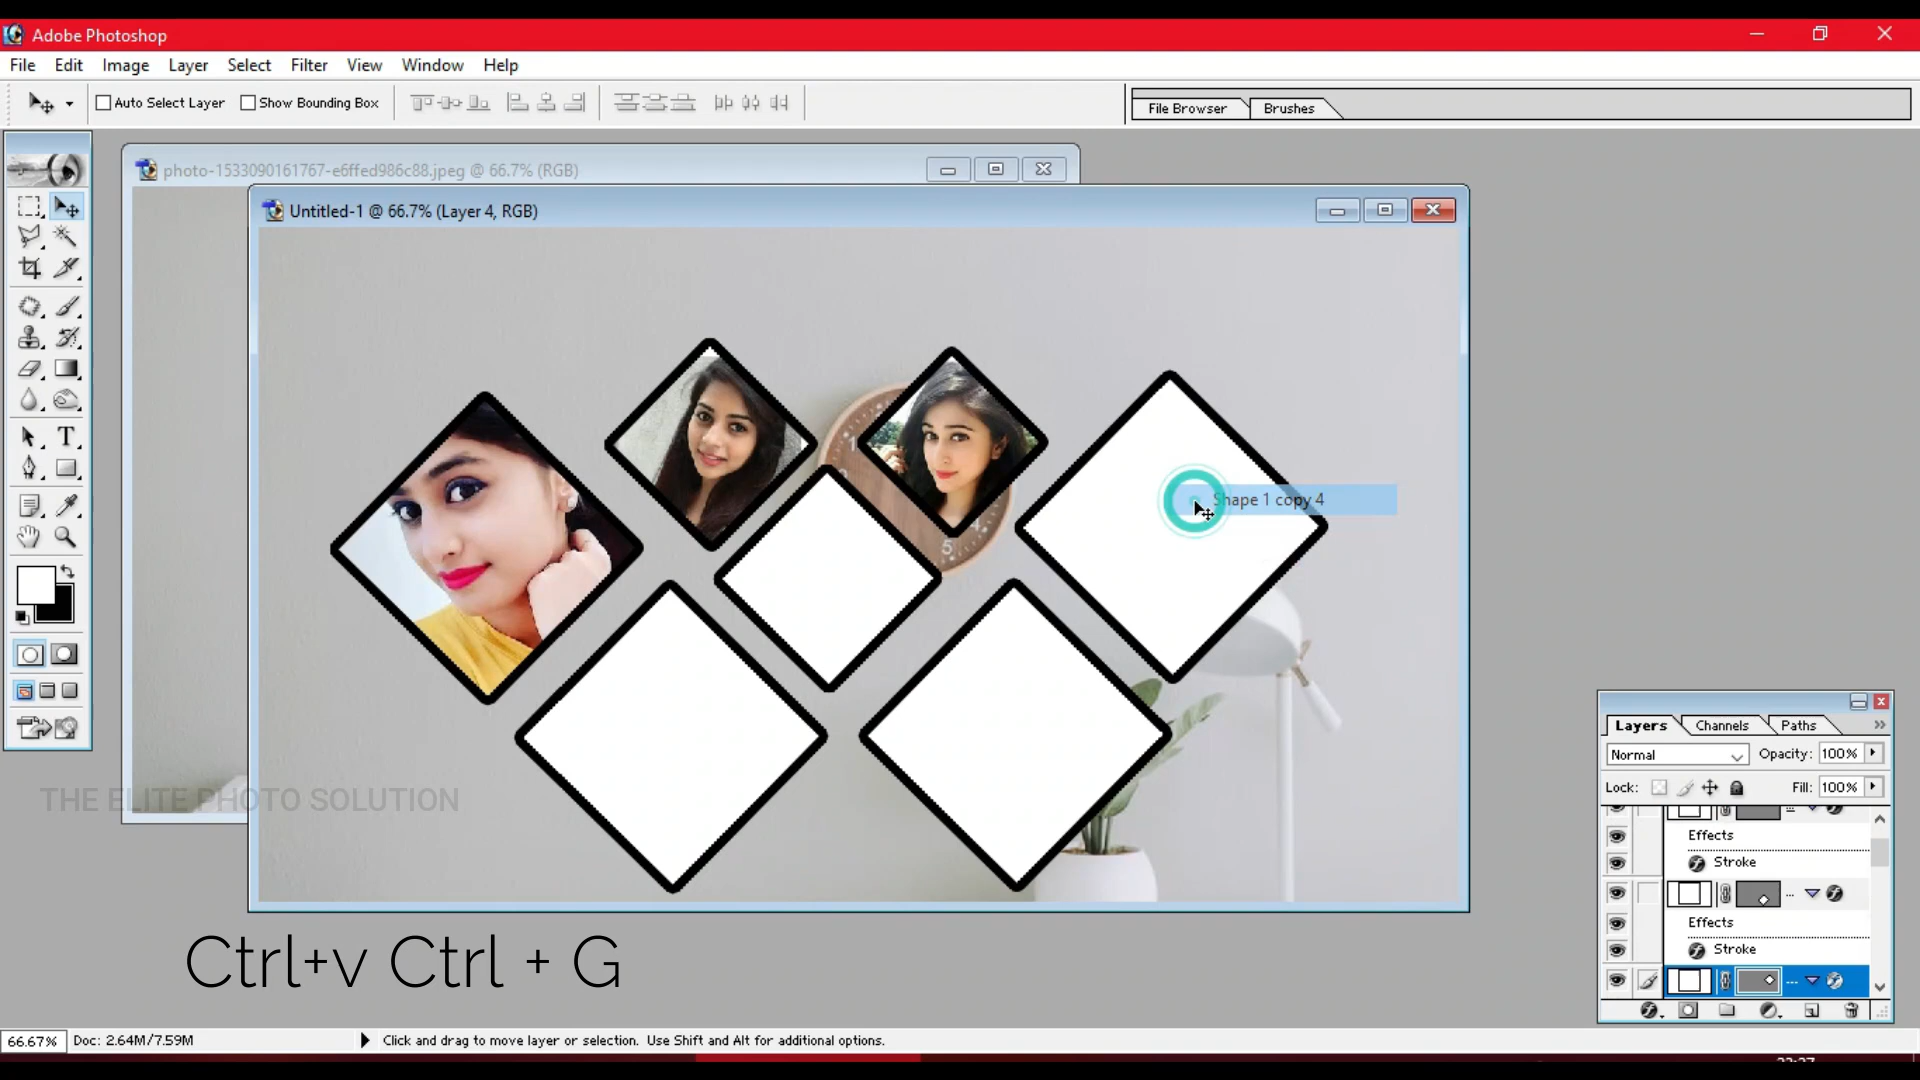 Adobe Photoshop
File Edit Image Layer Select Filter View Window Help
Auto Select Layer Show Bounding Box
File Browser Brushes
photo-1533090161767-e6ffed986c88.jpeg @ 66.7% (RGB)
Untitled-1 @ 66.7% (Layer 4, RGB)
Shape 1 copy 4
5
THE ELITE PHOTO SOLUTION
Layers Channels Paths
Normal Opacity: 100%
Lock: Fill: 100%
Effects
Stroke
Effects
Stroke
Ctrl+v Ctrl + G
66.67% Doc: 2.64M/7.59M Click and drag to move layer or selection. Use Shift and Alt for additional options.